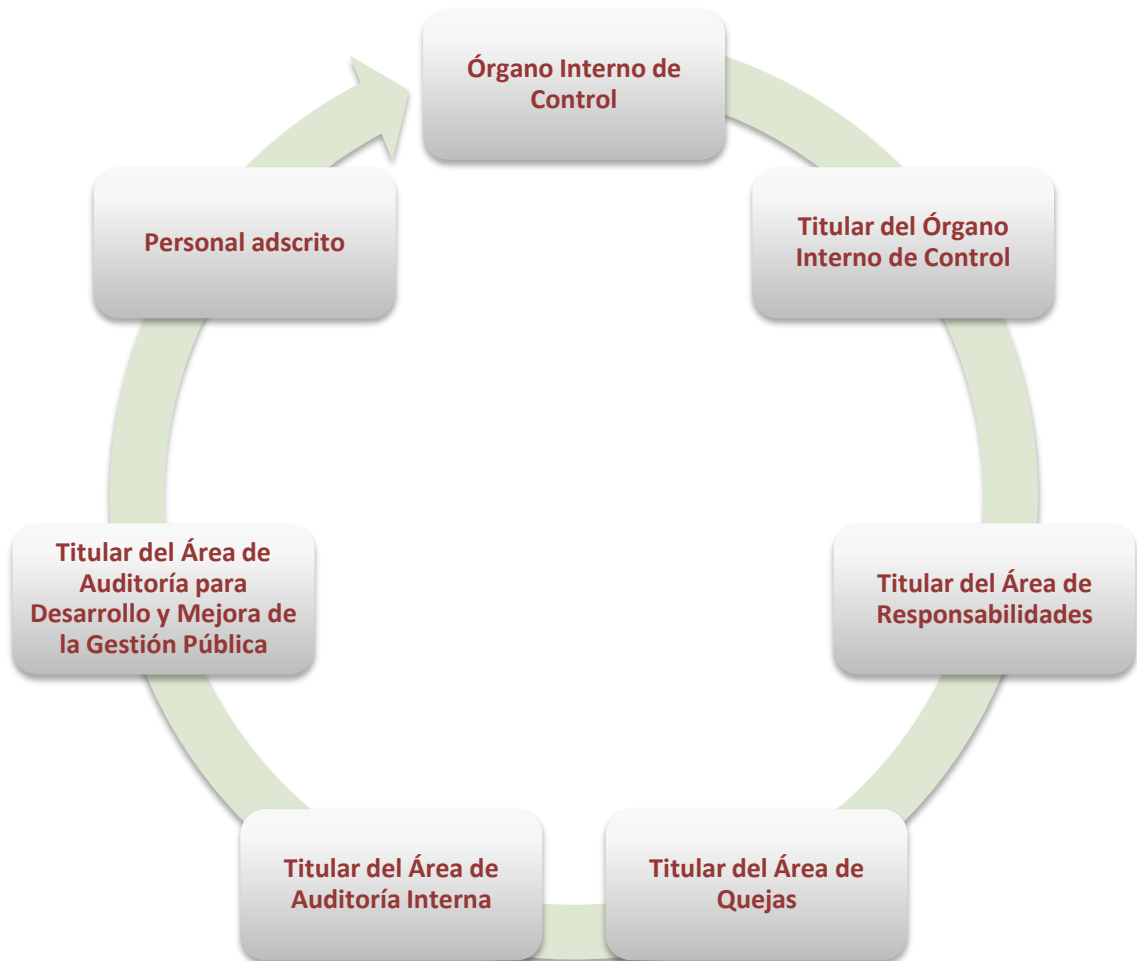 Órgano Interno de
Control
Titular del Órgano
Interno de Control
Titular del Área de
Responsabilidades
Titular del Área de
Quejas
Titular del Área de
Auditoría Interna
Titular del Área de
Auditoría para
Desarrollo y Mejora de
la Gestión Pública
Personal adscrito